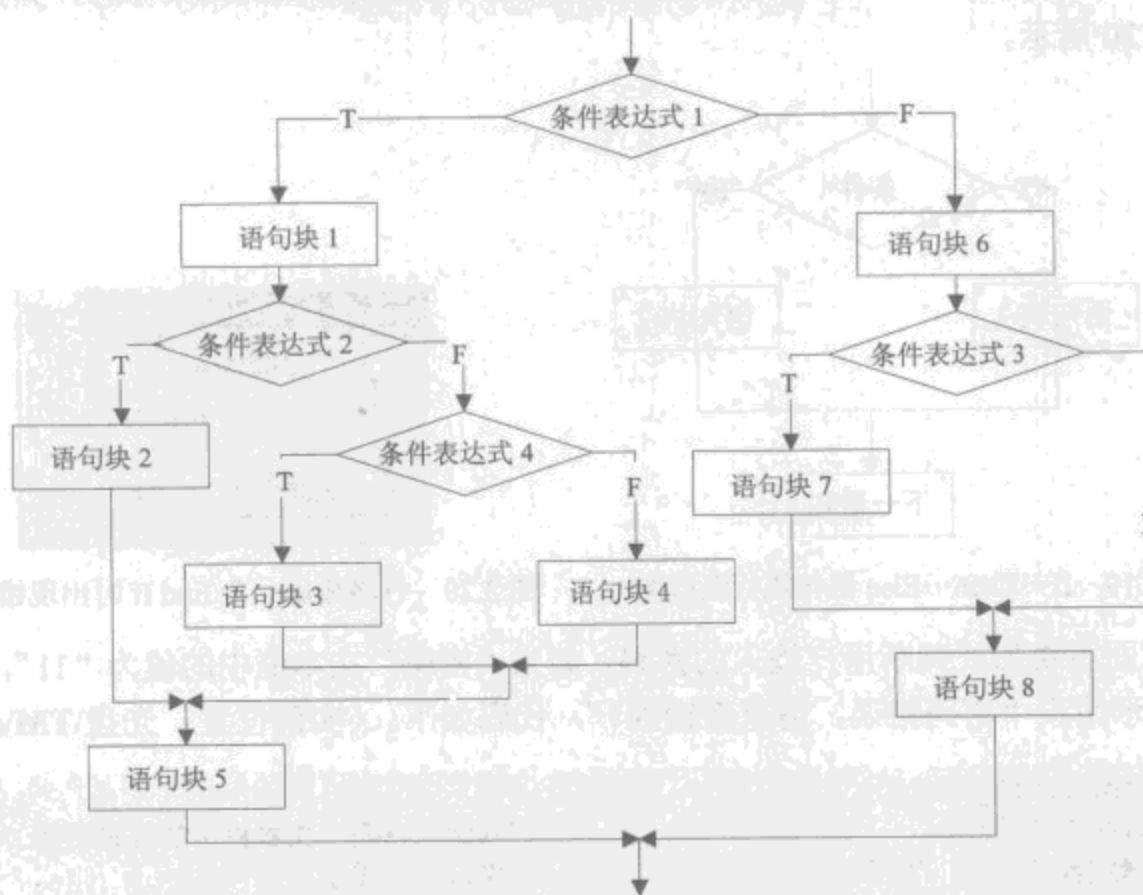 条件表达式 1
T
F
语句块 1
语句块 6
条件表达式 2
条件表达式 3
T
F
T
语句块 2
条件表达式 4
语句块 7
T
F
语句块 3
语句块 4
语句块 8
语句块 5